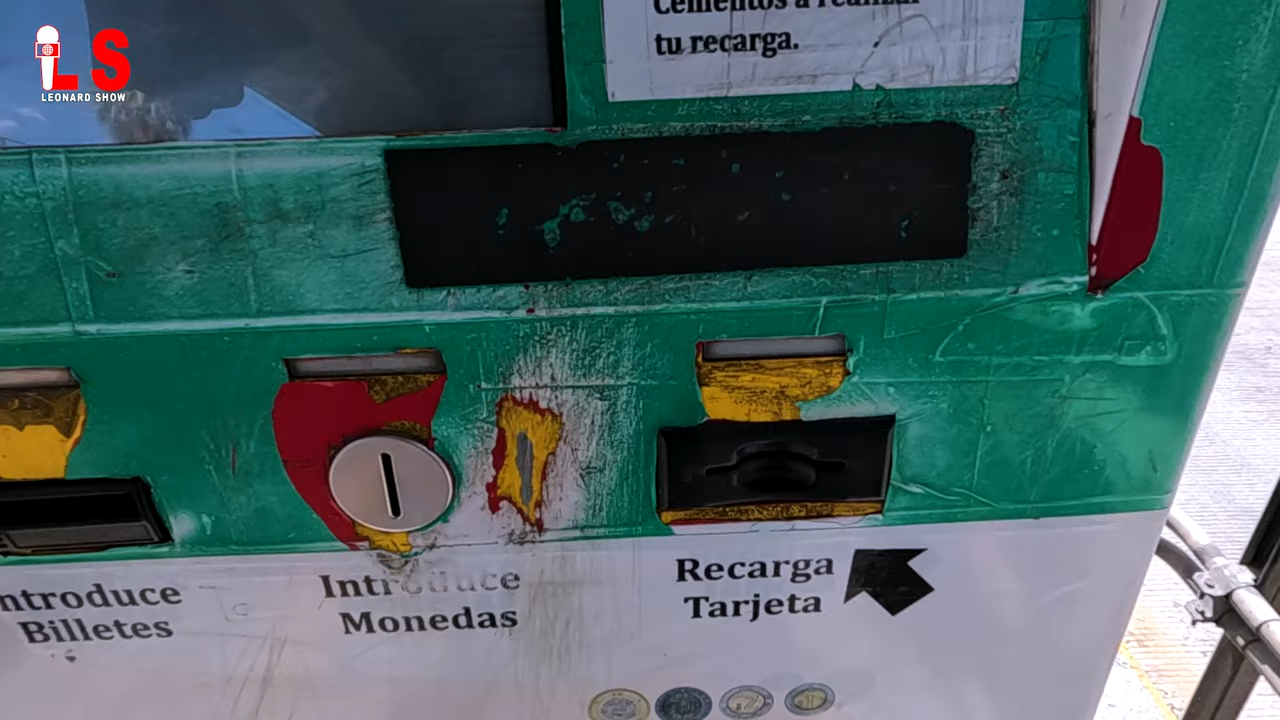 LS
LEONARD SHOW
Cementos a realizar
tu recarga.
ntroduce
Billetes
Introduce
Monedas
Recarga
Tarjeta